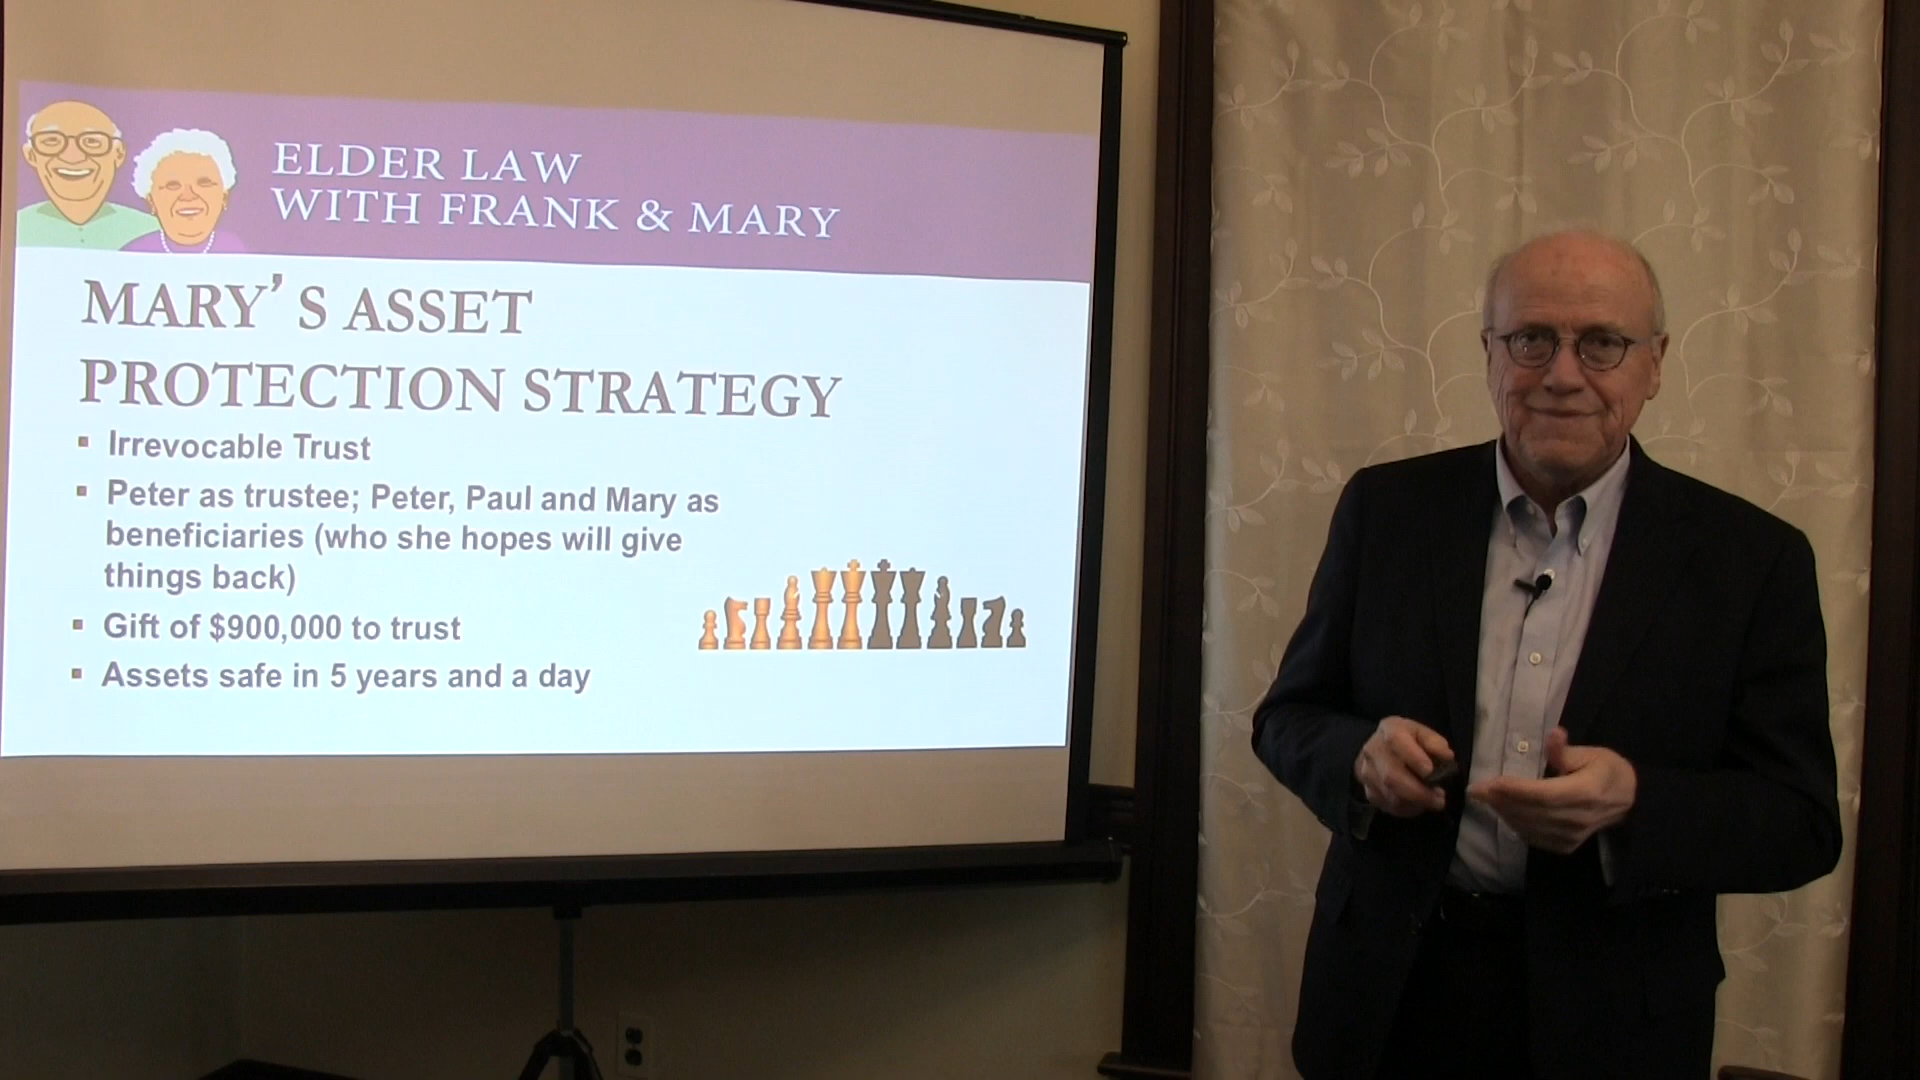 ELDER LAW
WITH FRANK & MARY
MARY'S ASSET
PROTECTION STRATEGY
▪ Irrevocable Trust
▪ Peter as trustee; Peter, Paul and Mary as
beneficiaries (who she hopes will give
things back)
▪ Gift of $900,000 to trust
▪ Assets safe in 5 years and a day